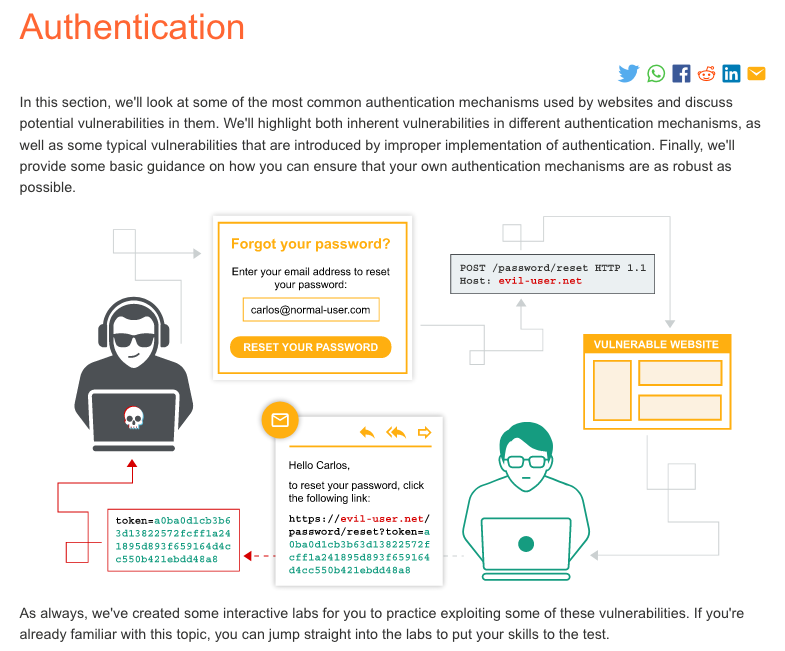 Authentication
In this section, we'll look at some of the most common authentication mechanisms used by websites and discuss
potential vulnerabilities in them. We'll highlight both inherent vulnerabilities in different authentication mechanisms, as
well as some typical vulnerabilities that are introduced by improper implementation of authentication. Finally, we'll
provide some basic guidance on how you can ensure that your own authentication mechanisms are as robust as
possible.
Forgot your password?
Enter your email address to reset
your password:
carlos@normal-user.com
RESET YOUR PASSWORD
POST /password/reset HTTP 1.1
Host: evil-user.net
VULNERABLE WEBSITE
Hello Carlos,
to reset your password, click
the following link:
https://evil-user.net/
password/reset?token=a
0ba0d1cb3b63d13822572f
cff1a241895d893f659164
d4cc550b421ebdd48a8
token=a0ba0d1cb3b6
3d13822572fcff1a24
1895d893f659164d4c
c550b421ebdd48a8
As always, we've created some interactive labs for you to practice exploiting some of these vulnerabilities. If you're
already familiar with this topic, you can jump straight into the labs to put your skills to the test.